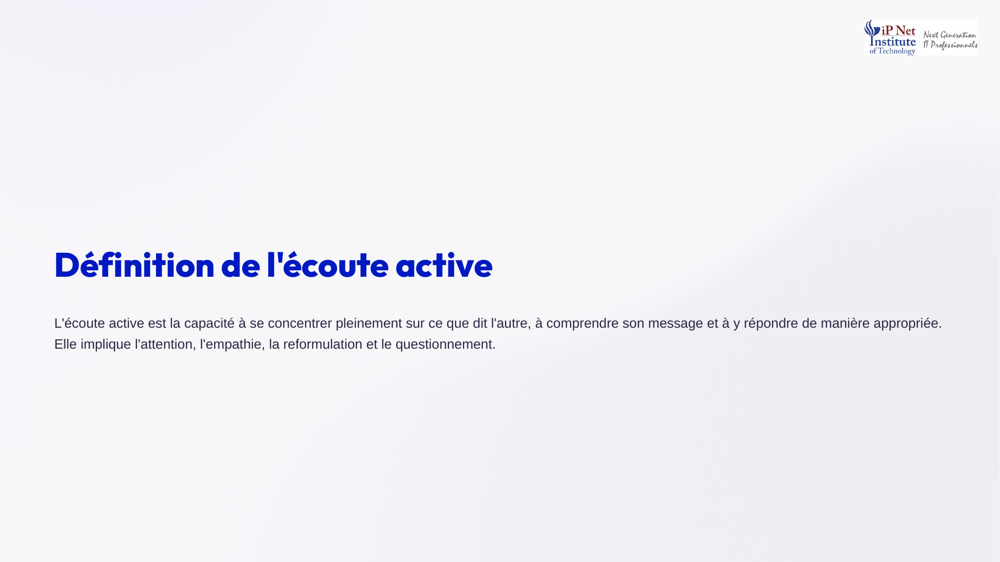 iP Net
Institute
of Technology
Next Generation
IT Professionnels
Définition de l'écoute active
L'écoute active est la capacité à se concentrer pleinement sur ce que dit l'autre, à comprendre son message et à y répondre de manière appropriée.
Elle implique l'attention, l'empathie, la reformulation et le questionnement.